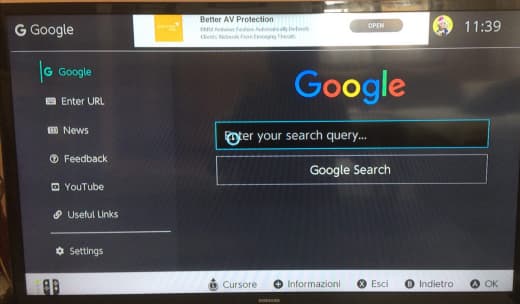 G Google
Better AV Protection
OPEN
11:39
Google
Enter URL
News
Feedback
YouTube
Useful Links
Settings
Google
Enter your search query...
Google Search
Cursore
Informazioni
X Esci
B Indietro
A OK
SAMSUNG